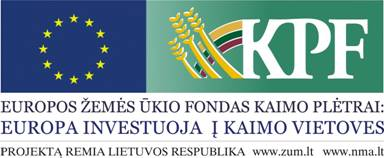 KPF
EUROPOS ŽEMĖS ŪKIO FONDAS KAIMO PLĖTRAI:
EUROPA INVESTUOJA Į KAIMO VIETOVES
PROJEKTĄ REMIA LIETUVOS RESPUBLIKA www.zum.lt www.nma.lt